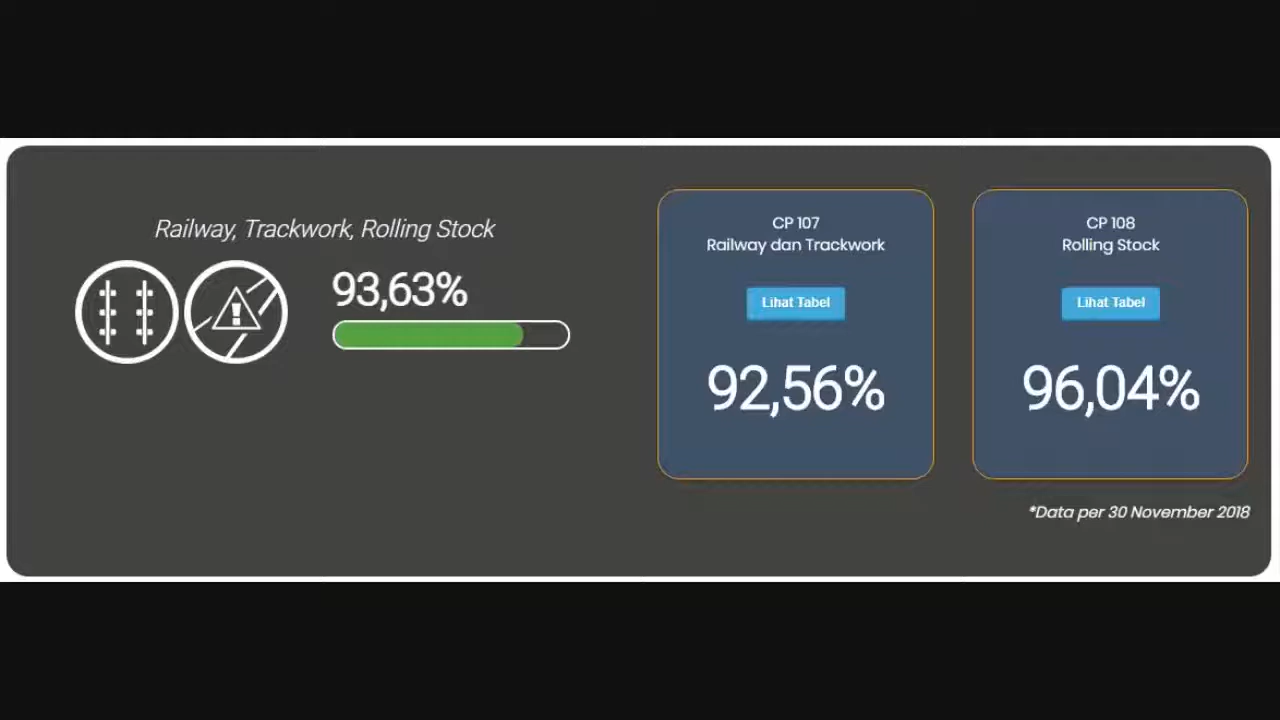 Railway, Trackwork, Rolling Stock
93,63%
CP 107
Railway dan Trackwork
Lihat Tabel
92,56%
CP 108
Rolling Stock
Lihat Tabel
96,04%
*Data per 30 November 2018